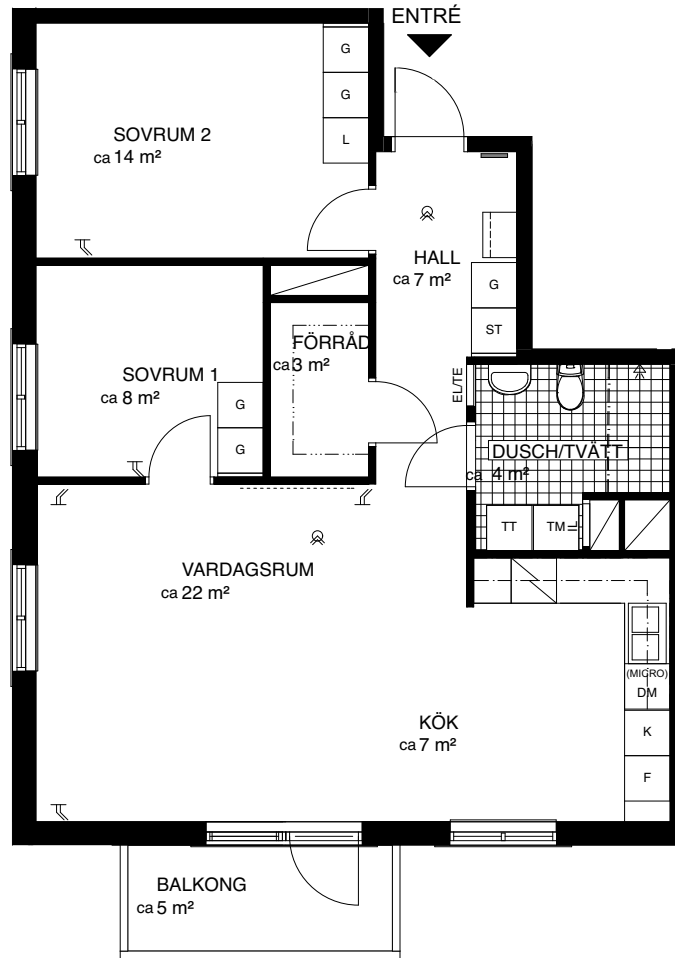 ENTRÉ
G
G
L
SOVRUM 2
ca 14 m²
HALL
ca 7 m²
G
ST
FÖRRÅD
ca 3 m²
SOVRUM 1
ca 8 m²
G
G
EL/TE
DUSCH/TVÄTT
ca 4 m²
TT
TM
VARDAGSRUM
ca 22 m²
(MICRO)
DM
K
F
KÖK
ca 7 m²
BALKONG
ca 5 m²